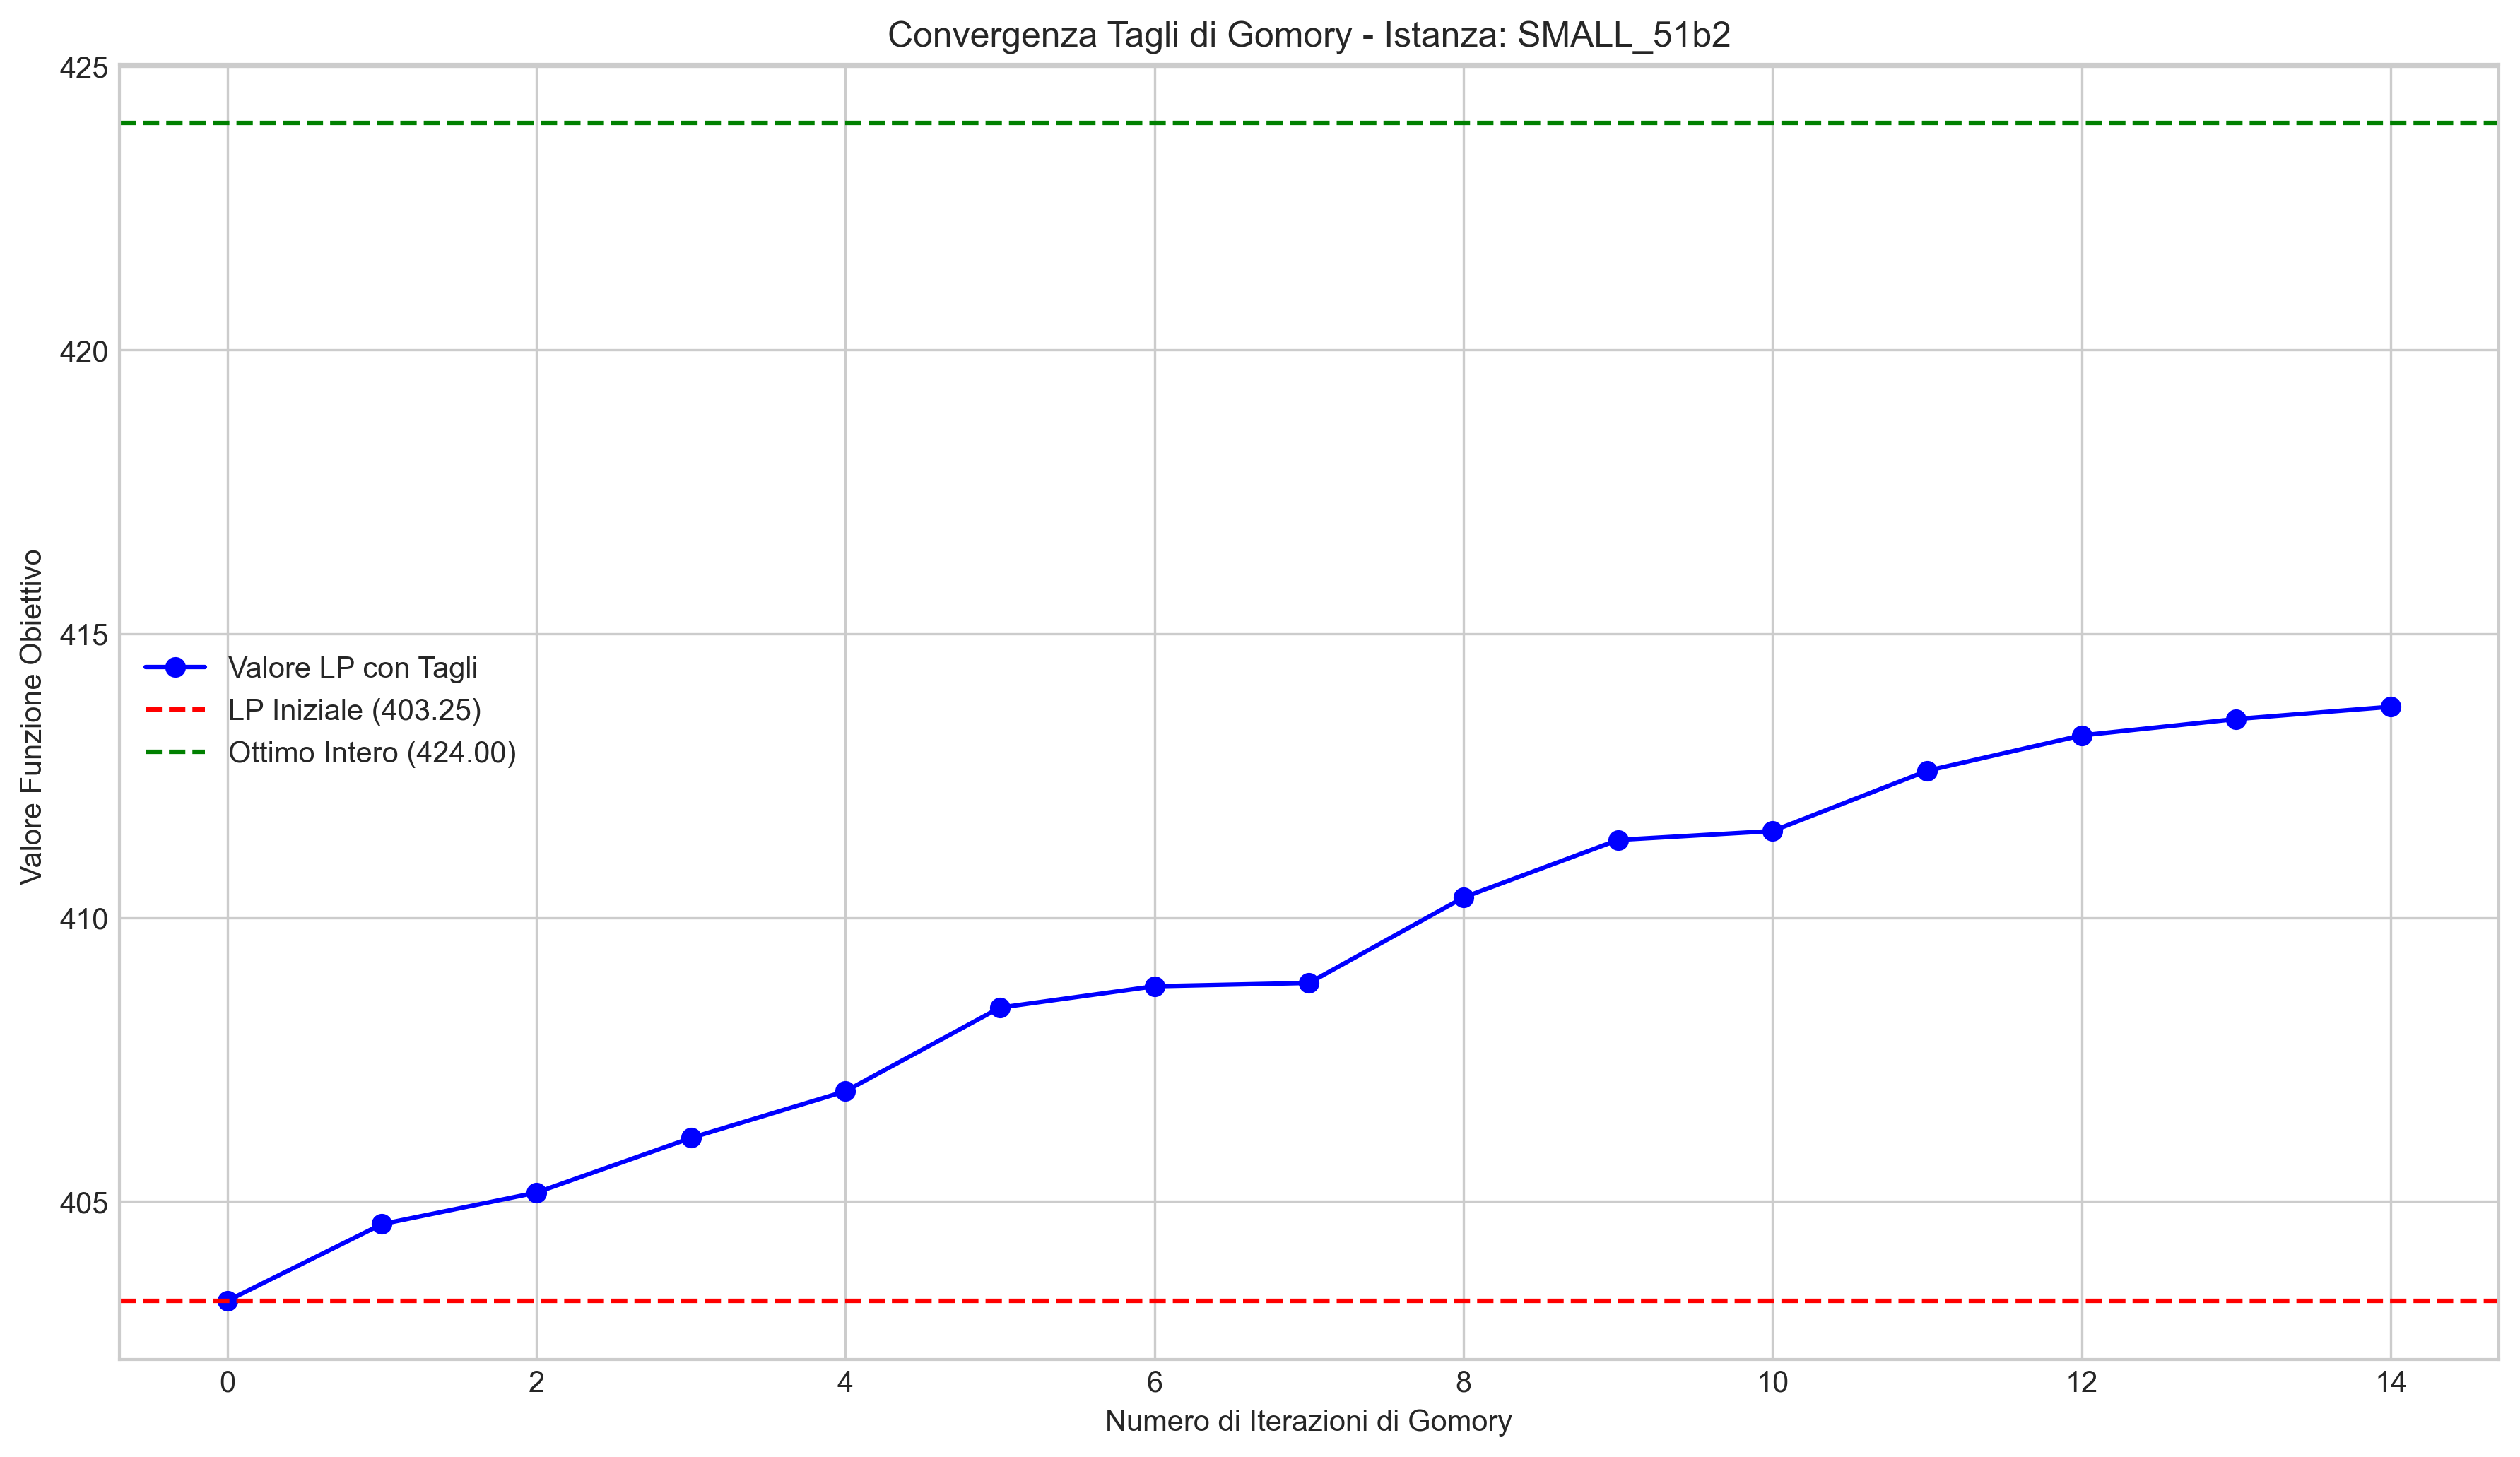 Convergenza Tagli di Gomory - Istanza: SMALL_51b2
425
420
415
410
405
Valore Funzione Obiettivo
Valore LP con Tagli
LP Iniziale (403.25)
Ottimo Intero (424.00)
0 2 4 6 8 10 12 14
Numero di Iterazioni di Gomory